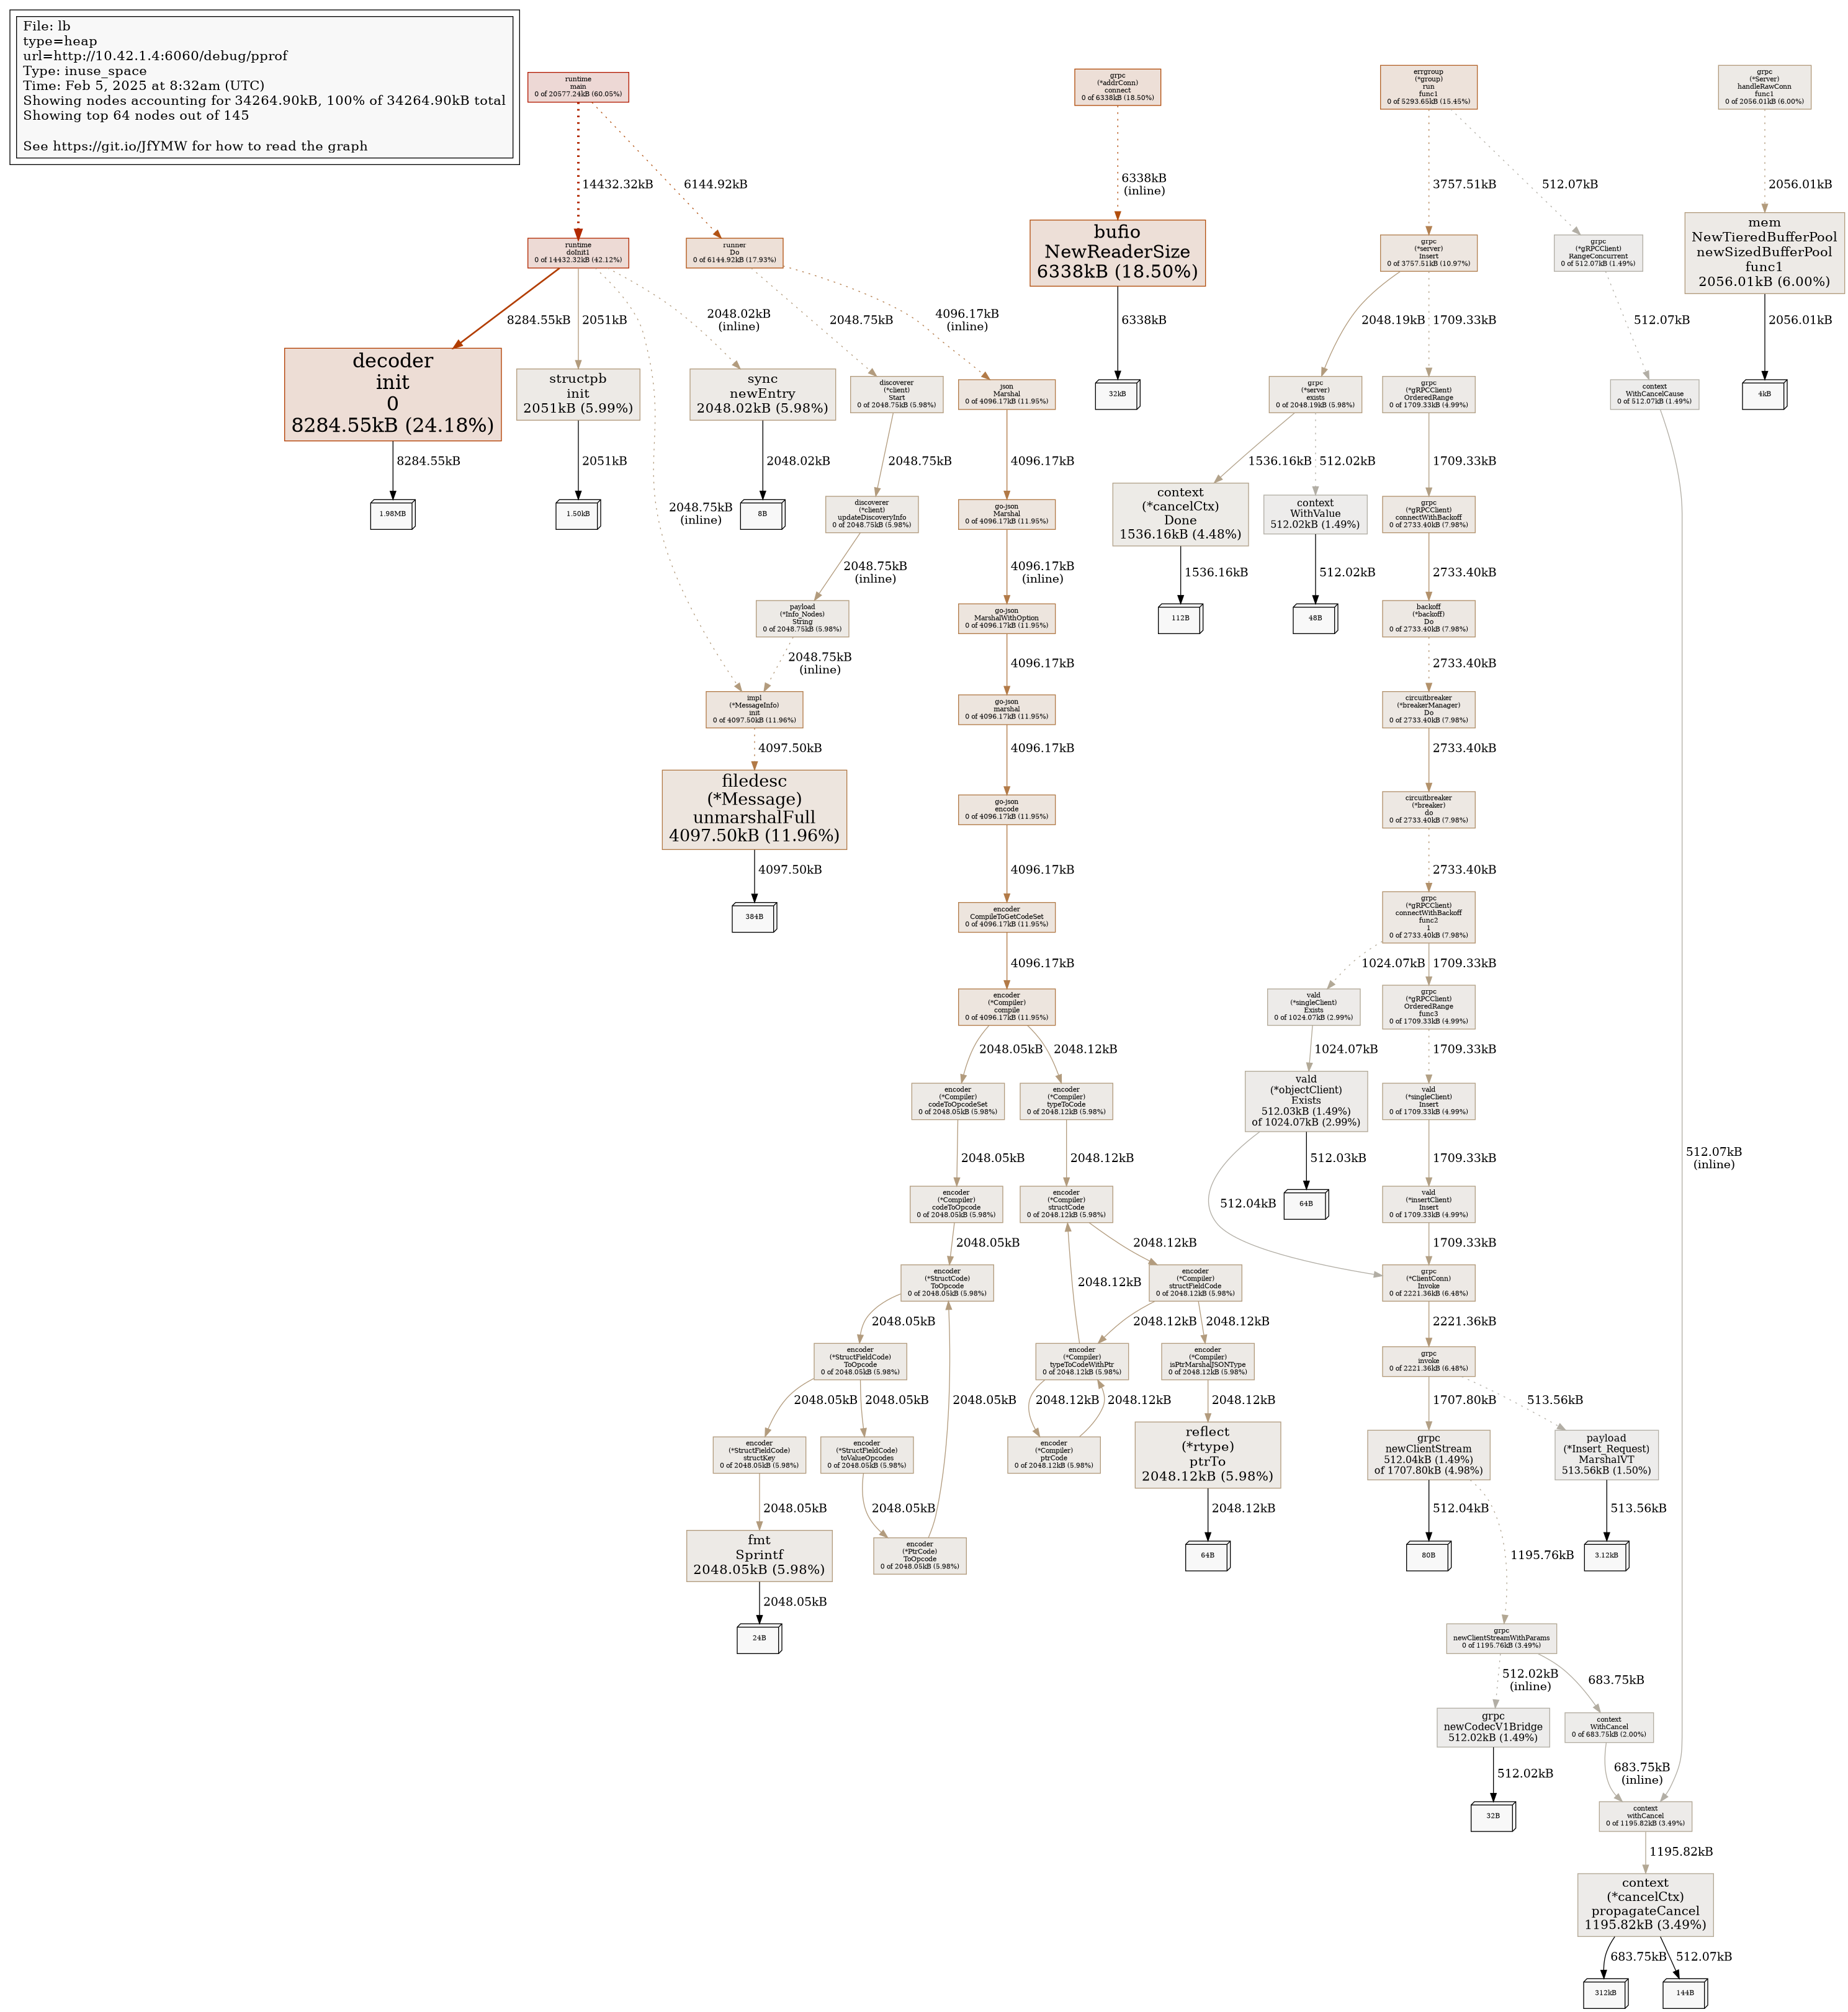 File: lb
type=heap
url=http://10.42.1.4:6060/debug/pprof
Type: inuse_space
Time: Feb 5, 2025 at 8:32am (UTC)
Showing nodes accounting for 34264.90kB, 100% of 34264.90kB total
Showing top 64 nodes out of 145
See https://git.io/JfYMW for how to read the graph
runtime
main
0 of 20577.24kB (60.05%)
grpc
(*addrConn)
connect
0 of 6338kB (18.50%)
errgroup
(*group)
run
func1
0 of 5293.65kB (15.45%)
grpc
(*Server)
handleRawConn
func1
0 of 2056.01kB (6.00%)
14432.32kB
6144.92kB
6338kB
(inline)
3757.51kB
512.07kB
2056.01kB
runtime
doInit1
0 of 14432.32kB (42.12%)
runner
Do
0 of 6144.92kB (17.93%)
bufio
NewReaderSize
6338kB (18.50%)
grpc
(*server)
Insert
0 of 3757.51kB (10.97%)
grpc
(*gRPCClient)
RangeConcurrent
0 of 512.07kB (1.49%)
mem
NewTieredBufferPool
newSizedBufferPool
func1
2056.01kB (6.00%)
8284.55kB
2051kB
2048.02kB
(inline)
2048.75kB
4096.17kB
(inline)
6338kB
2048.19kB
1709.33kB
512.07kB
2056.01kB
decoder
init
0
8284.55kB (24.18%)
structpb
init
2051kB (5.99%)
sync
newEntry
2048.02kB (5.98%)
discoverer
(*client)
Start
0 of 2048.75kB (5.98%)
json
Marshal
0 of 4096.17kB (11.95%)
32kB
grpc
(*server)
exists
0 of 2048.19kB (5.98%)
grpc
(*gRPCClient)
OrderedRange
0 of 1709.33kB (4.99%)
context
WithCancelCause
0 of 512.07kB (1.49%)
4kB
8284.55kB
2051kB
2048.75kB
(inline)
2048.02kB
2048.75kB
4096.17kB
1536.16kB
512.02kB
1709.33kB
1.98MB
1.50kB
8B
discoverer
(*client)
updateDiscoveryInfo
0 of 2048.75kB (5.98%)
go-json
Marshal
0 of 4096.17kB (11.95%)
context
(*cancelCtx)
Done
1536.16kB (4.48%)
context
WithValue
512.02kB (1.49%)
grpc
(*gRPCClient)
connectWithBackoff
0 of 2733.40kB (7.98%)
2048.75kB
(inline)
4096.17kB
(inline)
1536.16kB
512.02kB
2733.40kB
payload
(*Info_Nodes)
String
0 of 2048.75kB (5.98%)
go-json
MarshalWithOption
0 of 4096.17kB (11.95%)
112B
48B
backoff
(*backoff)
Do
0 of 2733.40kB (7.98%)
2048.75kB
(inline)
4096.17kB
2733.40kB
impl
(*MessageInfo)
init
0 of 4097.50kB (11.96%)
go-json
marshal
0 of 4096.17kB (11.95%)
circuitbreaker
(*breakerManager)
Do
0 of 2733.40kB (7.98%)
4097.50kB
4096.17kB
2733.40kB
filedesc
(*Message)
unmarshalFull
4097.50kB (11.96%)
go-json
encode
0 of 4096.17kB (11.95%)
circuitbreaker
(*breaker)
do
0 of 2733.40kB (7.98%)
4097.50kB
4096.17kB
2733.40kB
384B
encoder
CompileToGetCodeSet
0 of 4096.17kB (11.95%)
grpc
(*gRPCClient)
connectWithBackoff
func2
1
0 of 2733.40kB (7.98%)
4096.17kB
1024.07kB
1709.33kB
encoder
(*Compiler)
compile
0 of 4096.17kB (11.95%)
vald
(*singleClient)
Exists
0 of 1024.07kB (2.99%)
grpc
(*gRPCClient)
OrderedRange
func3
0 of 1709.33kB (4.99%)
2048.05kB
2048.12kB
1024.07kB
1709.33kB
encoder
(*Compiler)
codeToOpcodeSet
0 of 2048.05kB (5.98%)
encoder
(*Compiler)
typeToCode
0 of 2048.12kB (5.98%)
vald
(*objectClient)
Exists
512.03kB (1.49%)
of 1024.07kB (2.99%)
vald
(*singleClient)
Insert
0 of 1709.33kB (4.99%)
2048.05kB
2048.12kB
512.03kB
1709.33kB
512.07kB
(inline)
encoder
(*Compiler)
codeToOpcode
0 of 2048.05kB (5.98%)
encoder
(*Compiler)
structCode
0 of 2048.12kB (5.98%)
512.04kB
64B
vald
(*insertClient)
Insert
0 of 1709.33kB (4.99%)
2048.05kB
2048.12kB
1709.33kB
encoder
(*StructCode)
ToOpcode
0 of 2048.05kB (5.98%)
2048.12kB
encoder
(*Compiler)
structFieldCode
0 of 2048.12kB (5.98%)
grpc
(*ClientConn)
Invoke
0 of 2221.36kB (6.48%)
2048.05kB
2048.12kB
2048.12kB
2221.36kB
encoder
(*StructFieldCode)
ToOpcode
0 of 2048.05kB (5.98%)
encoder
(*Compiler)
typeToCodeWithPtr
0 of 2048.12kB (5.98%)
encoder
(*Compiler)
isPtrMarshalJSONType
0 of 2048.12kB (5.98%)
grpc
invoke
0 of 2221.36kB (6.48%)
2048.05kB
2048.05kB
2048.05kB
2048.12kB
2048.12kB
2048.12kB
1707.80kB
513.56kB
encoder
(*StructFieldCode)
structKey
0 of 2048.05kB (5.98%)
encoder
(*StructFieldCode)
toValueOpcodes
0 of 2048.05kB (5.98%)
encoder
(*Compiler)
ptrCode
0 of 2048.12kB (5.98%)
reflect
(*rtype)
ptrTo
2048.12kB (5.98%)
grpc
newClientStream
512.04kB (1.49%)
of 1707.80kB (4.98%)
payload
(*Insert_Request)
MarshalVT
513.56kB (1.50%)
2048.05kB
2048.05kB
2048.12kB
512.04kB
513.56kB
fmt
Sprintf
2048.05kB (5.98%)
encoder
(*PtrCode)
ToOpcode
0 of 2048.05kB (5.98%)
64B
80B
1195.76kB
3.12kB
2048.05kB
24B
grpc
newClientStreamWithParams
0 of 1195.76kB (3.49%)
512.02kB
(inline)
683.75kB
grpc
newCodecV1Bridge
512.02kB (1.49%)
context
WithCancel
0 of 683.75kB (2.00%)
512.02kB
683.75kB
(inline)
32B
context
withCancel
0 of 1195.82kB (3.49%)
1195.82kB
context
(*cancelCtx)
propagateCancel
1195.82kB (3.49%)
683.75kB
512.07kB
312kB
144B